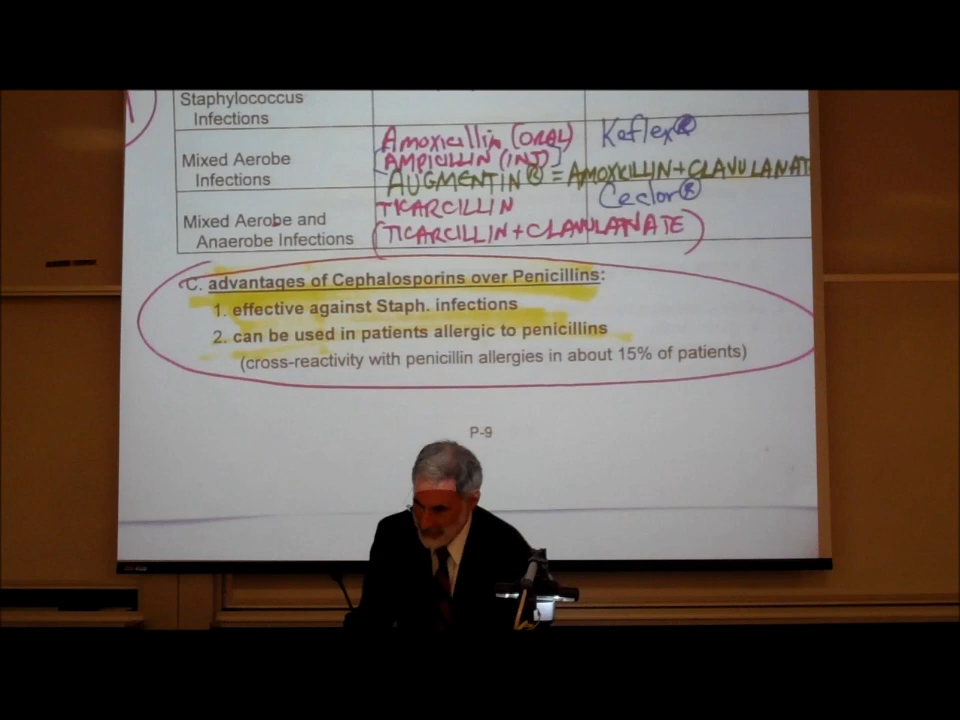 Staphylococcus
Infections
Mixed Aerobe
Infections
Amoxicillin (ORAL)
[AMPICILLIN (INJ)]
AUGMENTIN ® = AMOXICILLIN + CLAVULANAT
Keflex®
Mixed Aerobe and
Anaerobe Infections
TICARCILLIN
(TICARCILLIN + CLAVULANATE)
Ceclor®
C. advantages of Cephalosporins over Penicillins:
1. effective against Staph. infections
2. can be used in patients allergic to penicillins
(cross-reactivity with penicillin allergies in about 15% of patients)
P-9